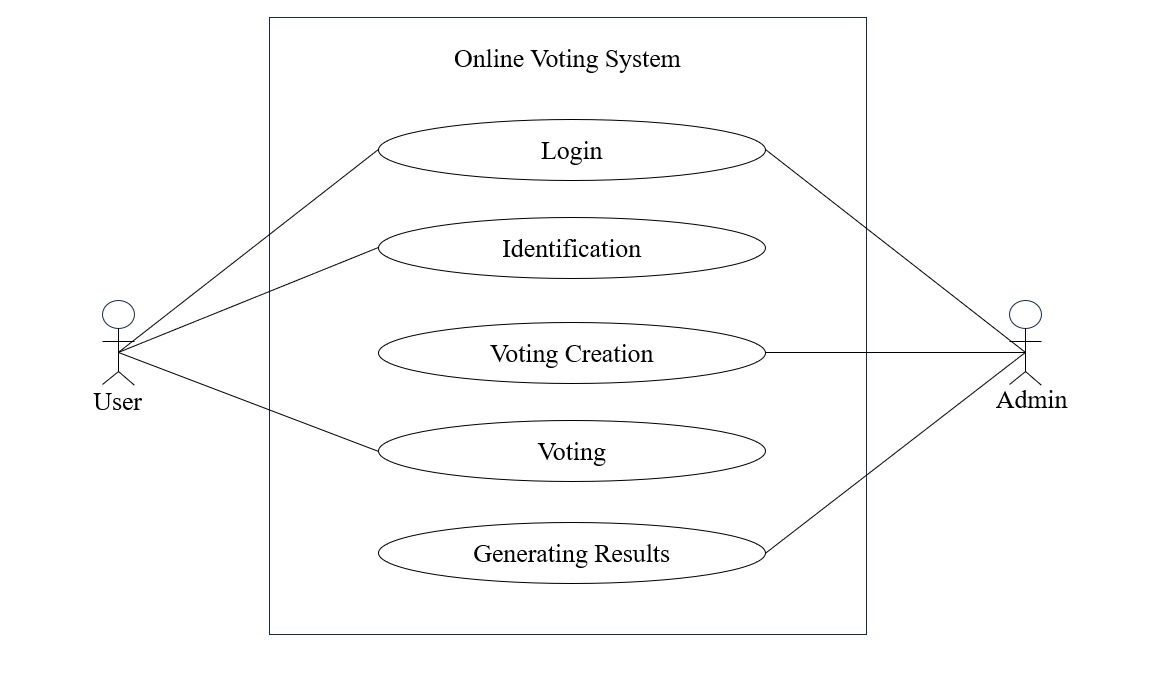 Online Voting System
Login
Identification
Voting Creation
Voting
Generating Results
User
Admin